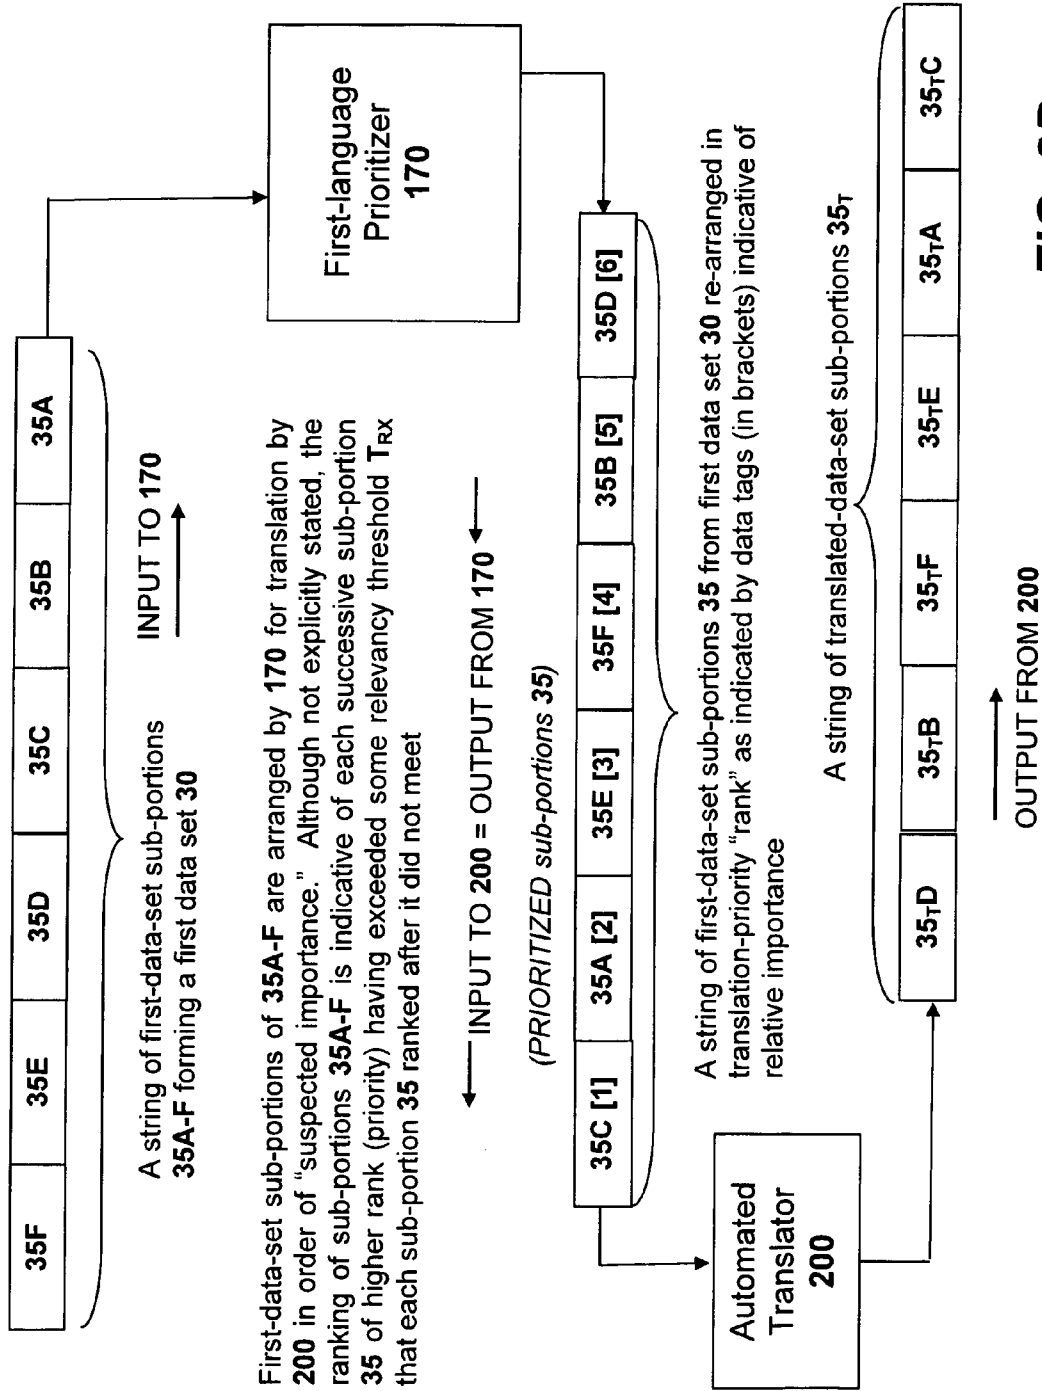 35F 35E 35D 35C 35B 35A
A string of first-data-set sub-portions
35A-F forming a first data set 30
INPUT TO 170
First-language
Prioritizer
170
First-data-set sub-portions of 35A-F are arranged by 170 for translation by
200 in order of “suspected importance.” Although not explicitly stated, the
ranking of sub-portions 35A-F is indicative of each successive sub-portion
35 of higher rank (priority) having exceeded some relevancy threshold TRX
that each sub-portion 35 ranked after it did not meet
INPUT TO 200 = OUTPUT FROM 170
(PRIORITIZED sub-portions 35)
35C [1] 35A [2] 35E [3] 35F [4] 35B [5] 35D [6]
A string of first-data-set sub-portions 35 from first data set 30 re-arranged in
translation-priority “rank” as indicated by data tags (in brackets) indicative of
relative importance
Automated
Translator
200
A string of translated-data-set sub-portions 35T
35TD 35TB 35TF 35TE 35TA 35TC
OUTPUT FROM 200